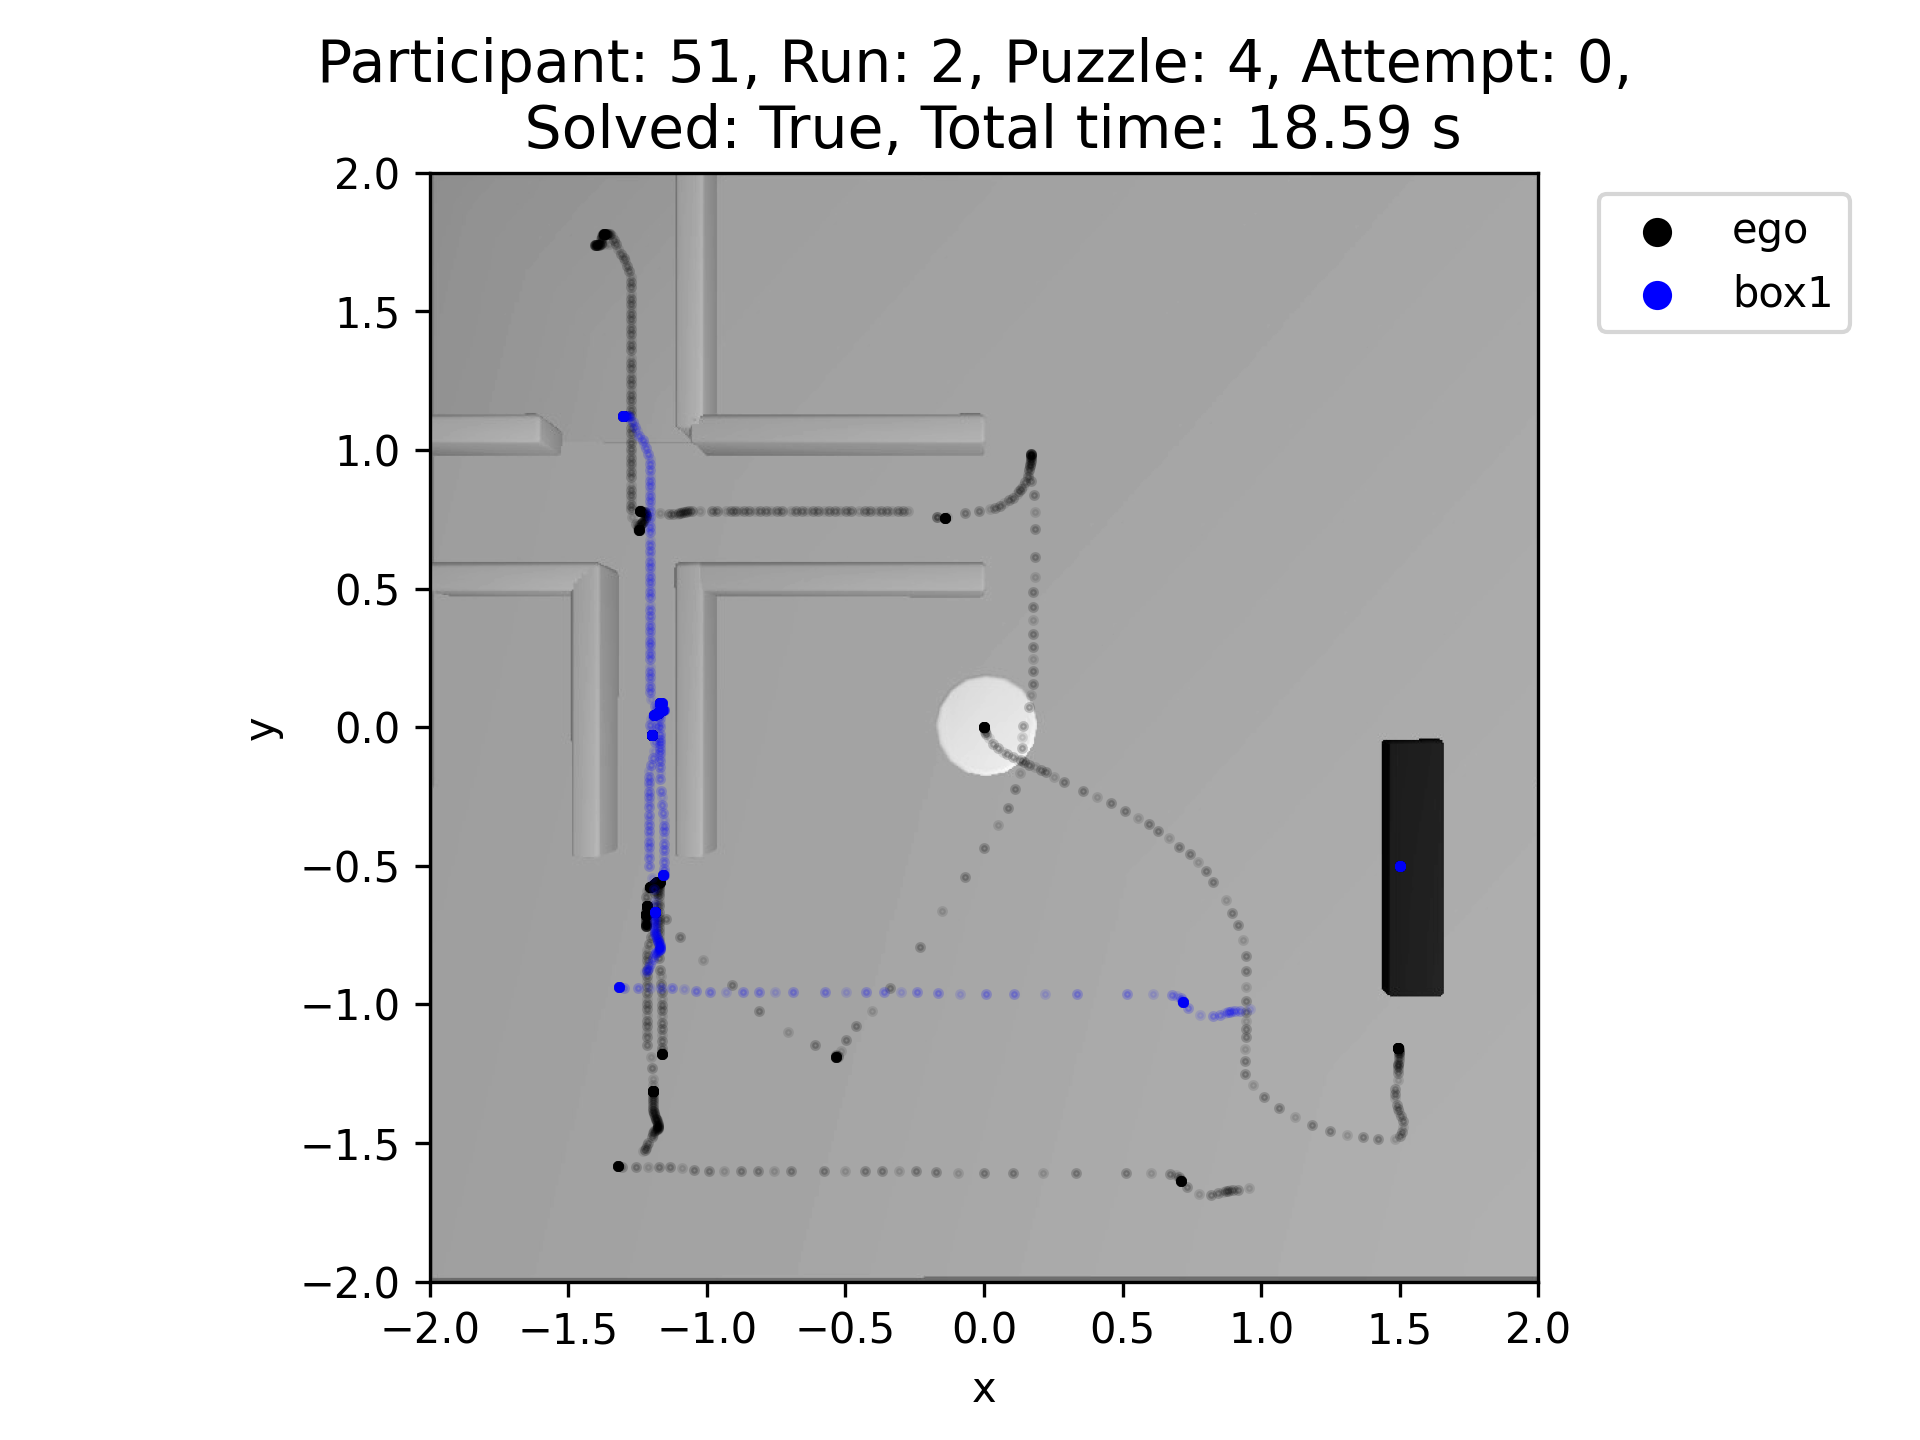 Participant: 51, Run: 2, Puzzle: 4, Attempt: 0,
Solved: True, Total time: 18.59 s
ego
box1
2.0
1.5
1.0
0.5
0.0
−0.5
−1.0
−1.5
−2.0
y
−2.0 −1.5 −1.0 −0.5 0.0 0.5 1.0 1.5 2.0
x